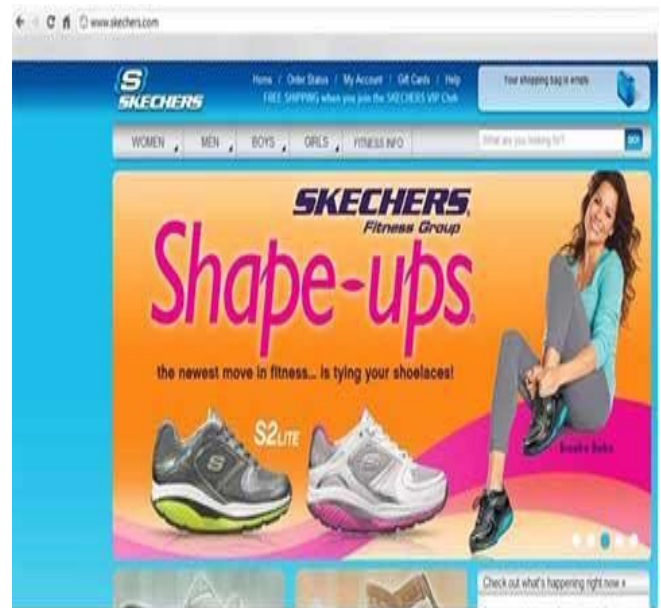 www.skechers.com
S
SKECHERS
Home / Order Status / My Account / Gift Cards / Help
FREE SHIPPING when you join the SKECHERS VIP Club
Your shopping bag is empty
WOMEN MEN BOYS GIRLS FITNESS INFO
What are you looking for?
GO!
SKECHERS
Fitness Group
Shape-ups
the newest move in fitness... is tying your shoelaces!
S2LITE
Brooke Burke
Check out what's happening right now »